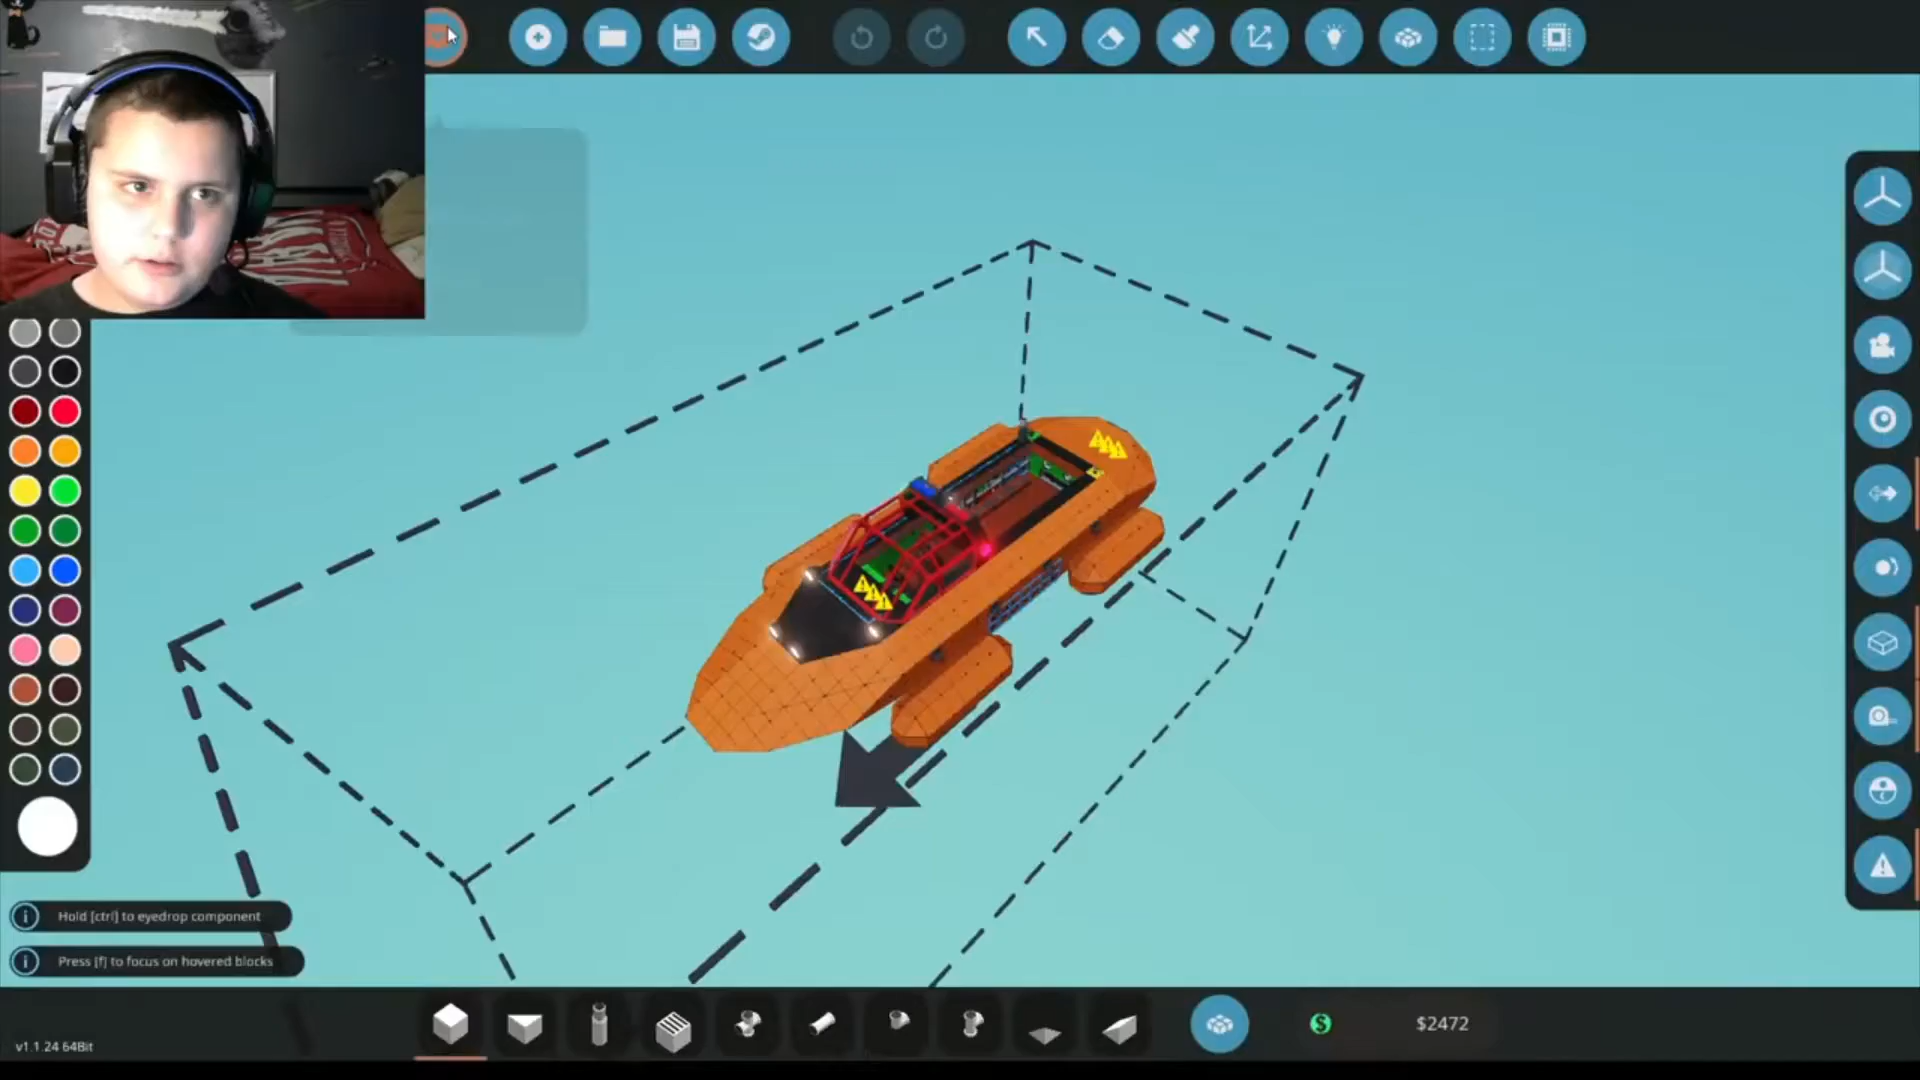 Hold [ctrl] to eyedrop component
Press [f] to focus on hovered blocks
$2472
v1.1.24 64Bit